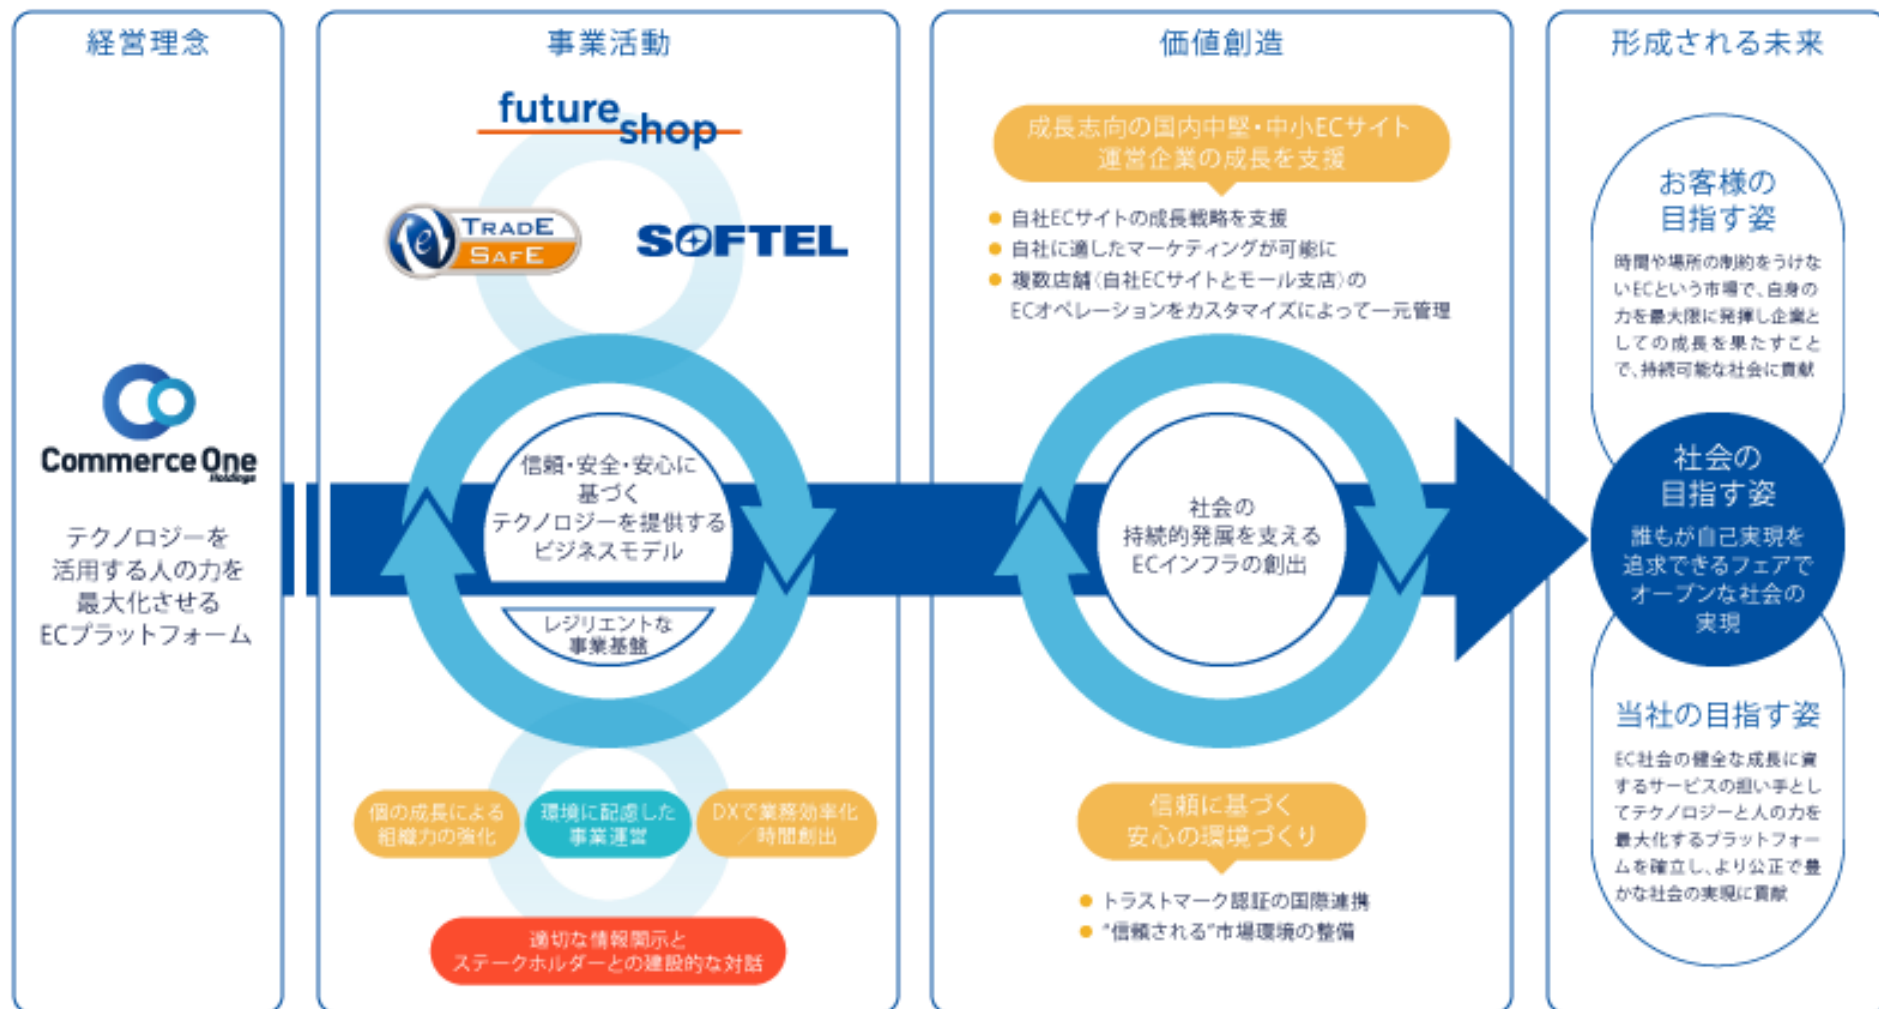 経営理念
Commerce One
Holdings
テクノロジーを
活用する人の力を
最大化させる
ECプラットフォーム
事業活動
future
shop
e
TRADE
SAFE
SOFTEL
信頼・安全・安心に
基づく
テクノロジーを提供する
ビジネスモデル
レジリエントな
事業基盤
個の成長による
組織力の強化
環境に配慮した
事業運営
DXで業務効率化
／時間創出
適切な情報開示と
ステークホルダーとの建設的な対話
価値創造
成長志向の国内中堅・中小ECサイト
運営企業の成長を支援
自社ECサイトの成長戦略を支援
自社に適したマーケティングが可能に
複数店舗（自社ECサイトとモール支店）の
ECオペレーションをカスタマイズによって一元管理
社会の
持続的発展を支える
ECインフラの創出
信頼に基づく
安心の環境づくり
トラストマーク認証の国際連携
“信頼される”市場環境の整備
形成される未来
お客様の
目指す姿
時間や場所の制約をうけな
いECという市場で、自身の
力を最大限に発揮し企業と
しての成長を果たすこと
で、持続可能な社会に貢献
社会の
目指す姿
誰もが自己実現を
追求できるフェアで
オープンな社会の
実現
当社の目指す姿
EC社会の健全な成長に資
するサービスの担い手とし
てテクノロジーと人の力を
最大化するプラットフォー
ムを確立し、より公正で豊
かな社会の実現に貢献